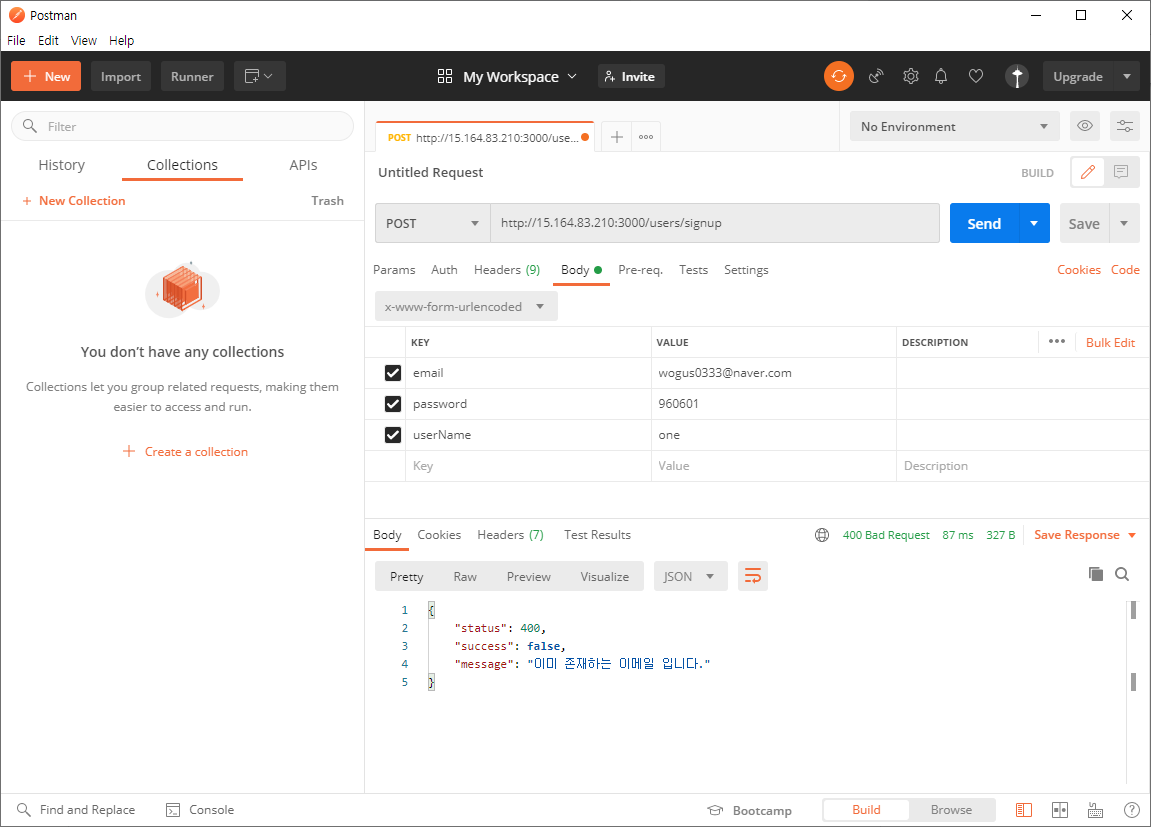 Postman
File Edit View Help
New Import Runner My Workspace Invite Upgrade
Filter
History Collections APIs
New Collection Trash
You don't have any collections
Collections let you group related requests, making them
easier to access and run.
Create a collection
POST http://15.164.83.210:3000/use...
No Environment
Untitled Request BUILD
POST http://15.164.83.210:3000/users/signup Send Save
Params Auth Headers (9) Body Pre-req. Tests Settings Cookies Code
x-www-form-urlencoded
KEY VALUE DESCRIPTION Bulk Edit
email wogus0333@naver.com
password 960601
userName one
Key Value Description
Body Cookies Headers (7) Test Results 400 Bad Request 87 ms 327 B Save Response
Pretty Raw Preview Visualize JSON
1 {
2 "status": 400,
3 "success": false,
4 "message": "이미 존재하는 이메일 입니다."
5 }
Find and Replace Console Bootcamp Build Browse